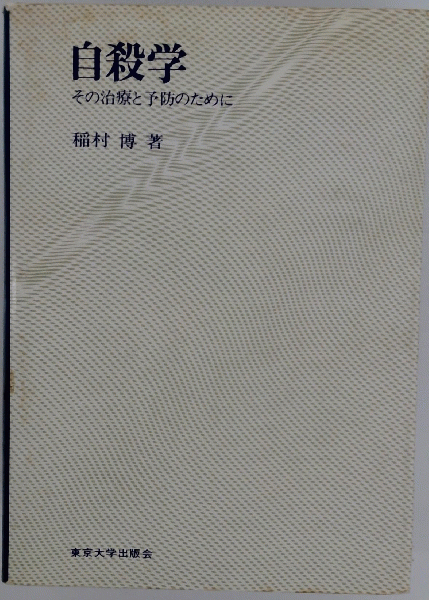 自殺学
その治療と予防のために
稲村 博 著
東京大学出版会